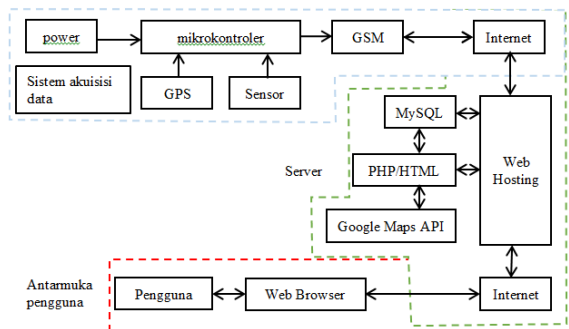 power
mikrokontroler
GSM
Internet
Sistem akuisisi
data
GPS
Sensor
MySQL
Server
PHP/HTML
Web
Hosting
Google Maps API
Antarmuka
pengguna
Pengguna
Web Browser
Internet